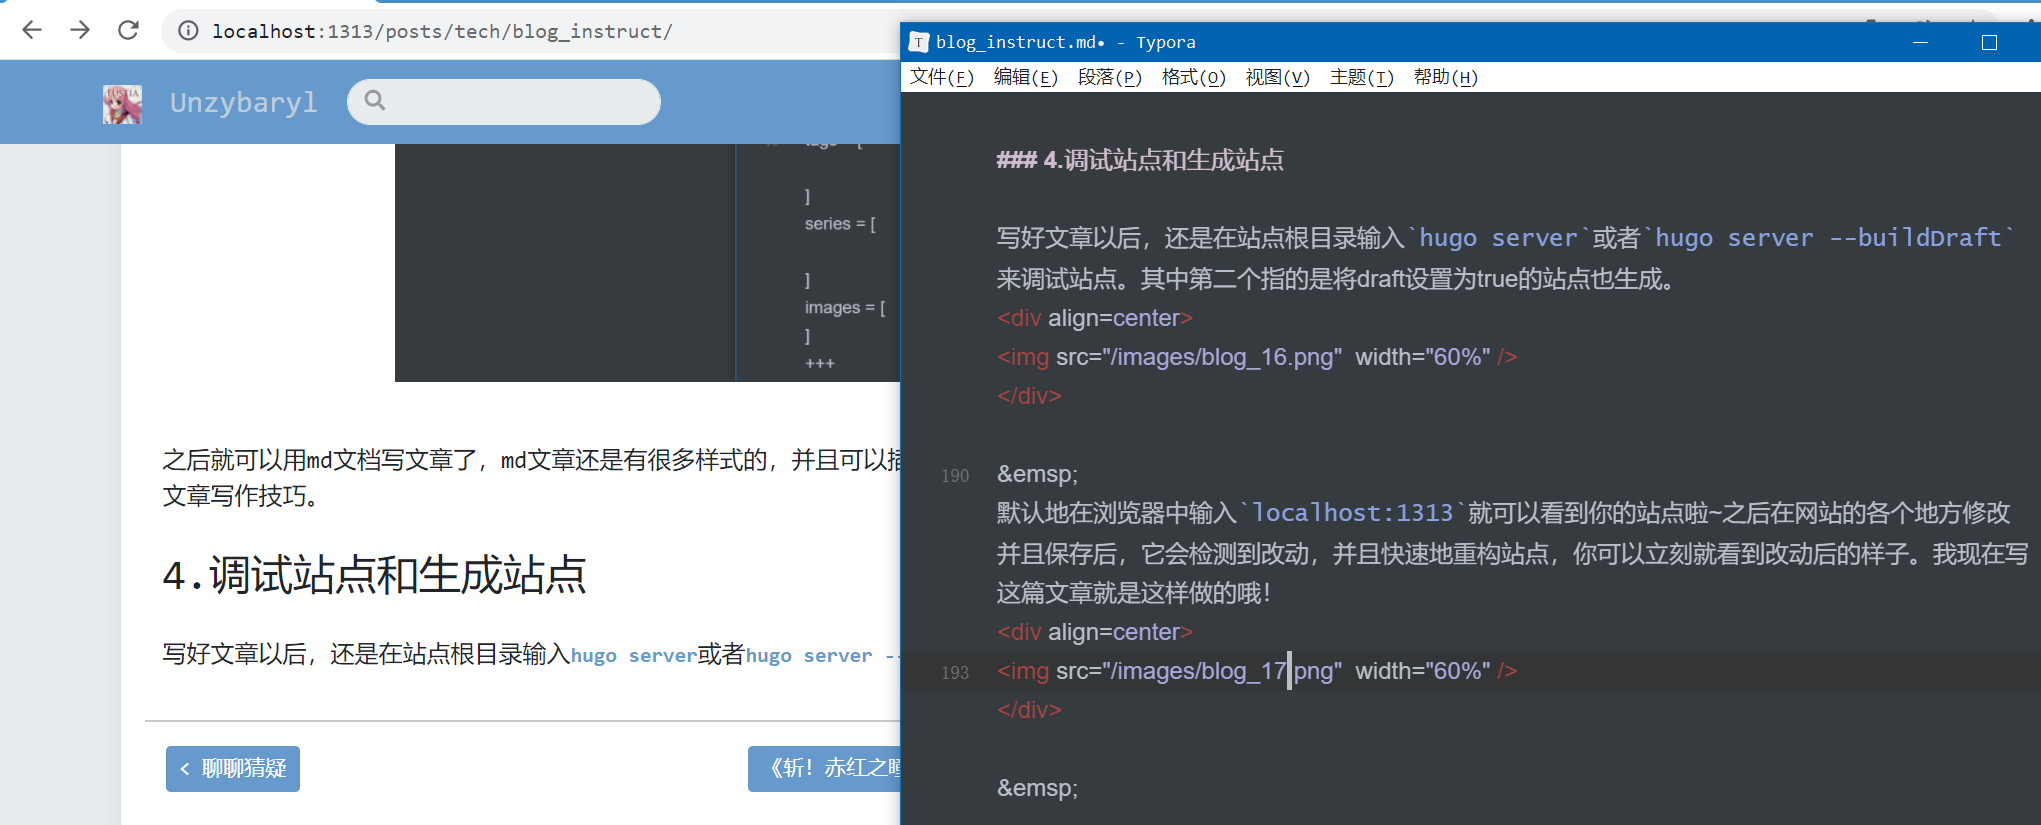 localhost:1313/posts/tech/blog_instruct/
Unzybaryl
]
series = [
]
images = [
]
+++
之后就可以用md文档写文章了，md文章还是有很多样式的，并且可以
文章写作技巧。
4.调试站点和生成站点
写好文章以后，还是在站点根目录输入hugo server或者hugo server
< 聊聊猜疑
《斩！赤红之
blog_instruct.md• - Typora
文件(F) 编辑(E) 段落(P) 格式(O) 视图(V) 主题(T) 帮助(H)
### 4.调试站点和生成站点
写好文章以后，还是在站点根目录输入`hugo server`或者`hugo server --buildDraft`
来调试站点。其中第二个指的是将draft设置为true的站点也生成。
<div align=center>
<img src="/images/blog_16.png"  width="60%" />
</div>
190 &emsp;
默认地在浏览器中输入`localhost:1313`就可以看到你的站点啦~之后在网站的各个地方修改
并且保存后，它会检测到改动，并且快速地重构站点，你可以立刻就看到改动后的样子。我现在写
这篇文章就是这样做的哦！
<div align=center>
193 <img src="/images/blog_17.png"  width="60%" />
</div>
&emsp;